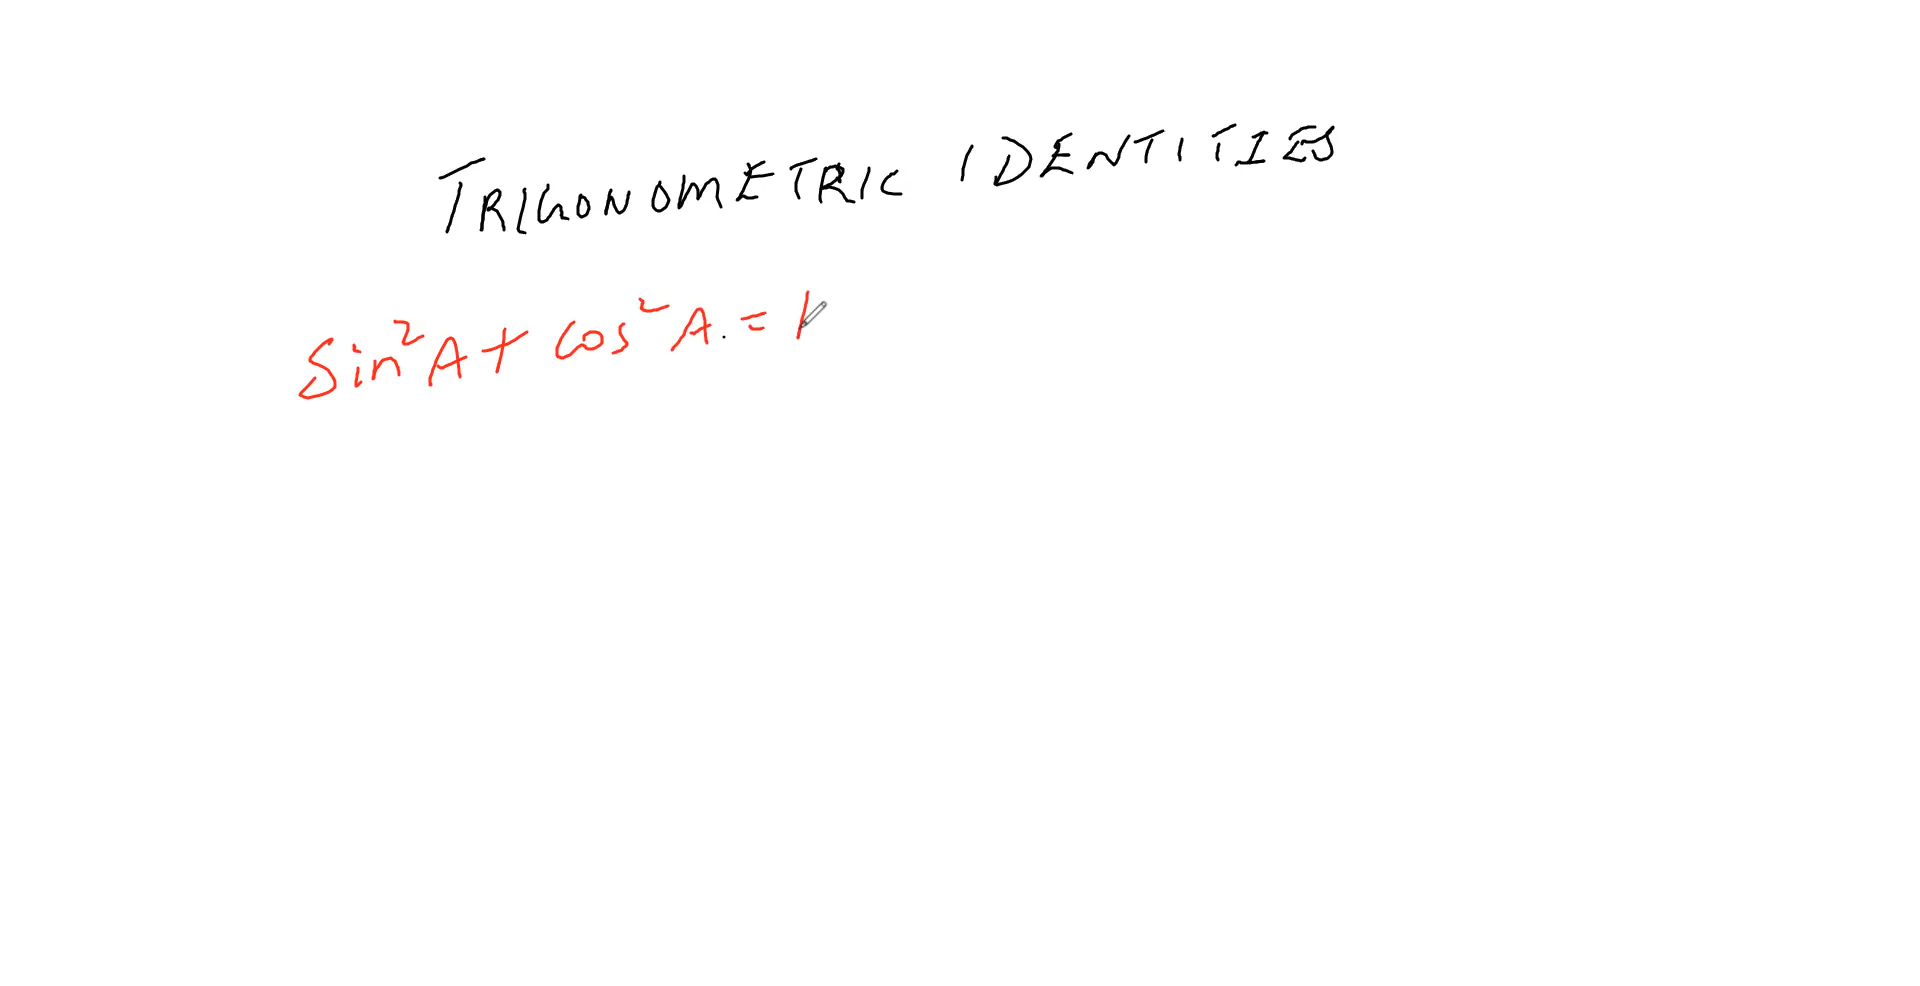 TRIGONOMETRIC IDENTITIES
Sin²A + Cos²A. = 1